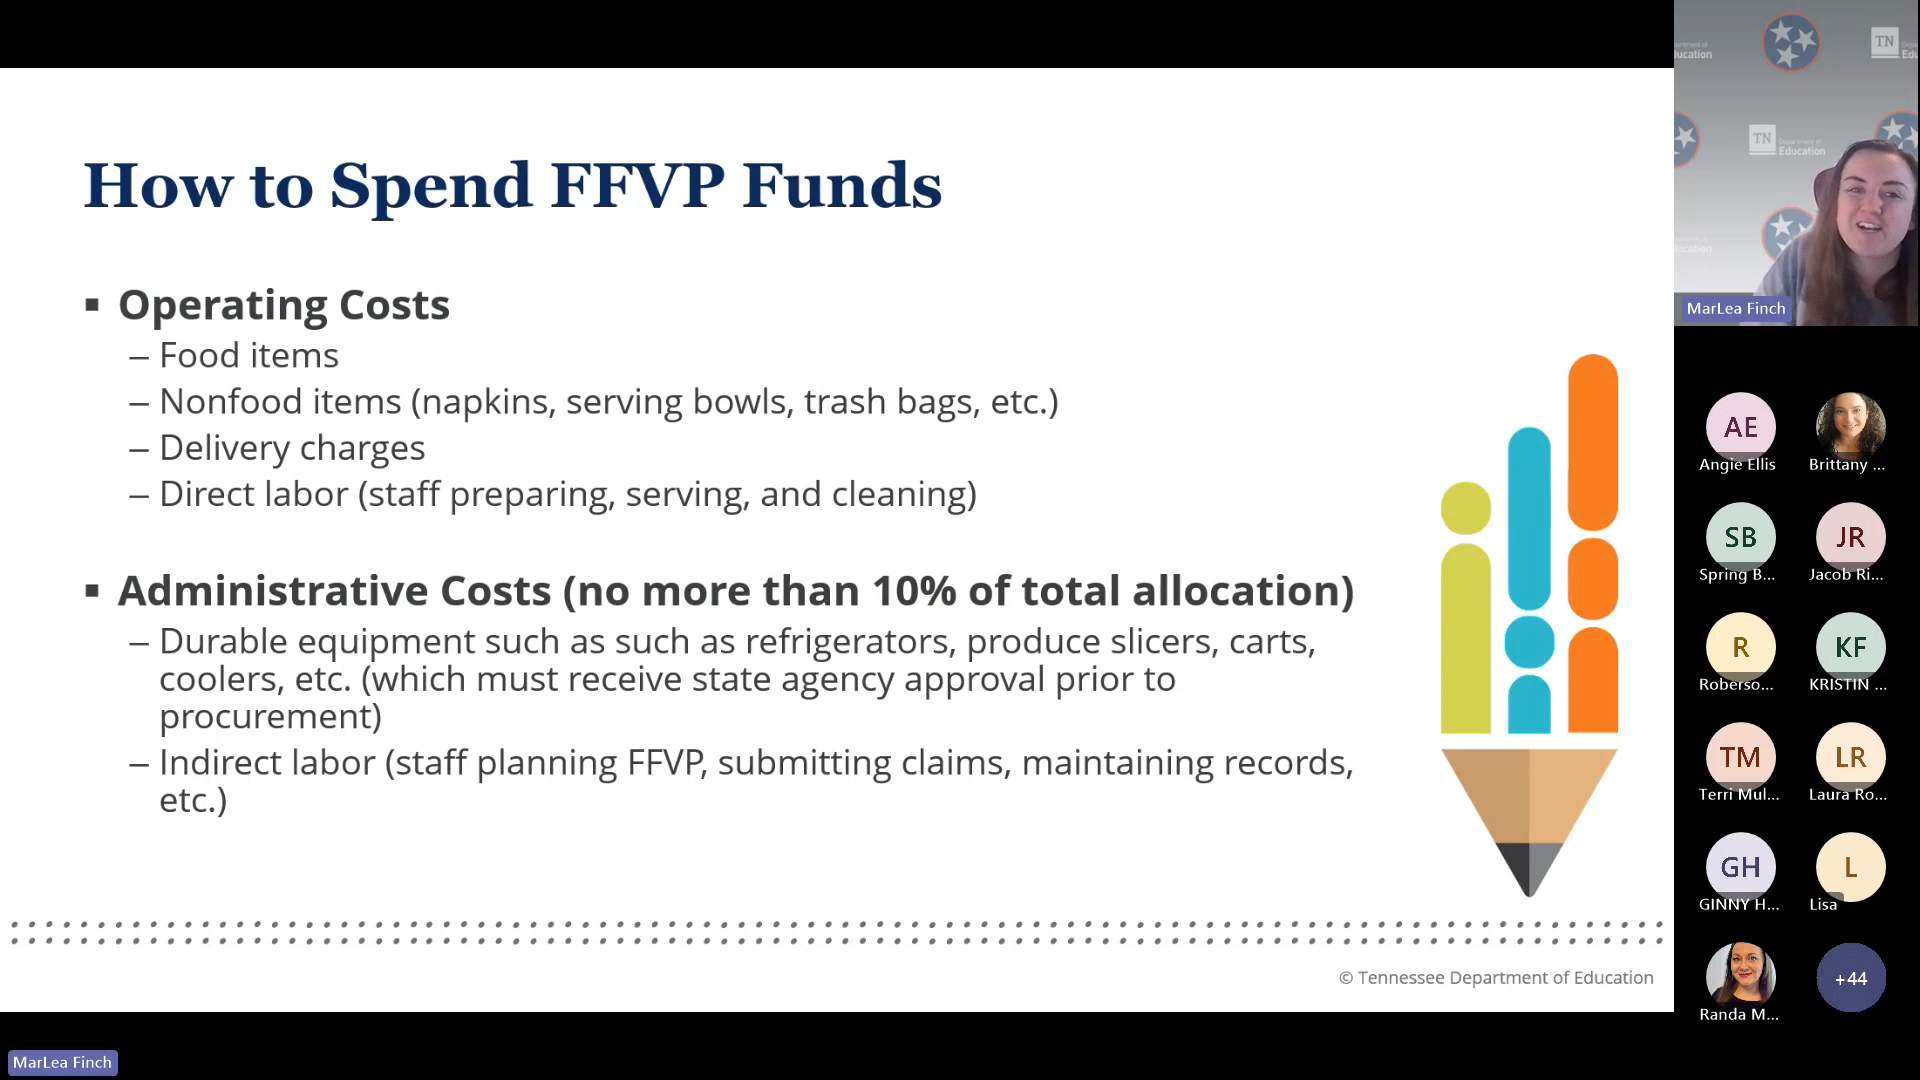 How to Spend FFVP Funds
▪ Operating Costs
– Food items
– Nonfood items (napkins, serving bowls, trash bags, etc.)
– Delivery charges
– Direct labor (staff preparing, serving, and cleaning)
▪ Administrative Costs (no more than 10% of total allocation)
– Durable equipment such as such as refrigerators, produce slicers, carts,
coolers, etc. (which must receive state agency approval prior to
procurement)
– Indirect labor (staff planning FFVP, submitting claims, maintaining records,
etc.)
© Tennessee Department of Education
MarLea Finch
TN
TN
Department of
Education
MarLea Finch
AE
Angie Ellis
Brittany ...
SB
Spring B...
JR
Jacob Ri...
R
Roberso...
KF
KRISTIN ...
TM
Terri Mul...
LR
Laura Ro...
GH
GINNY H...
L
Lisa
Randa M...
+44